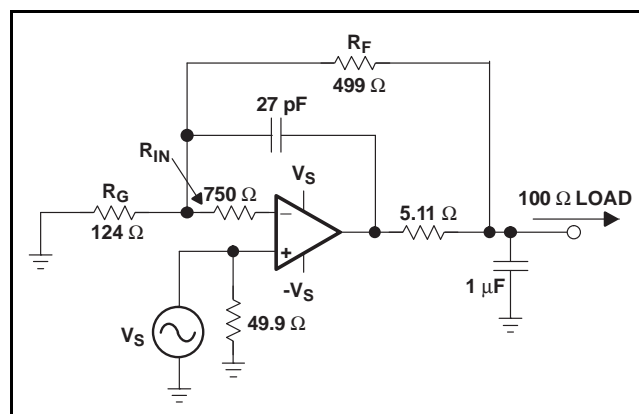 R_F
499 Ω
27 pF
R_IN
V_S
R_G
750 Ω
5.11 Ω
100 Ω LOAD
124 Ω
−
+
-V_S
1 μF
V_S
49.9 Ω